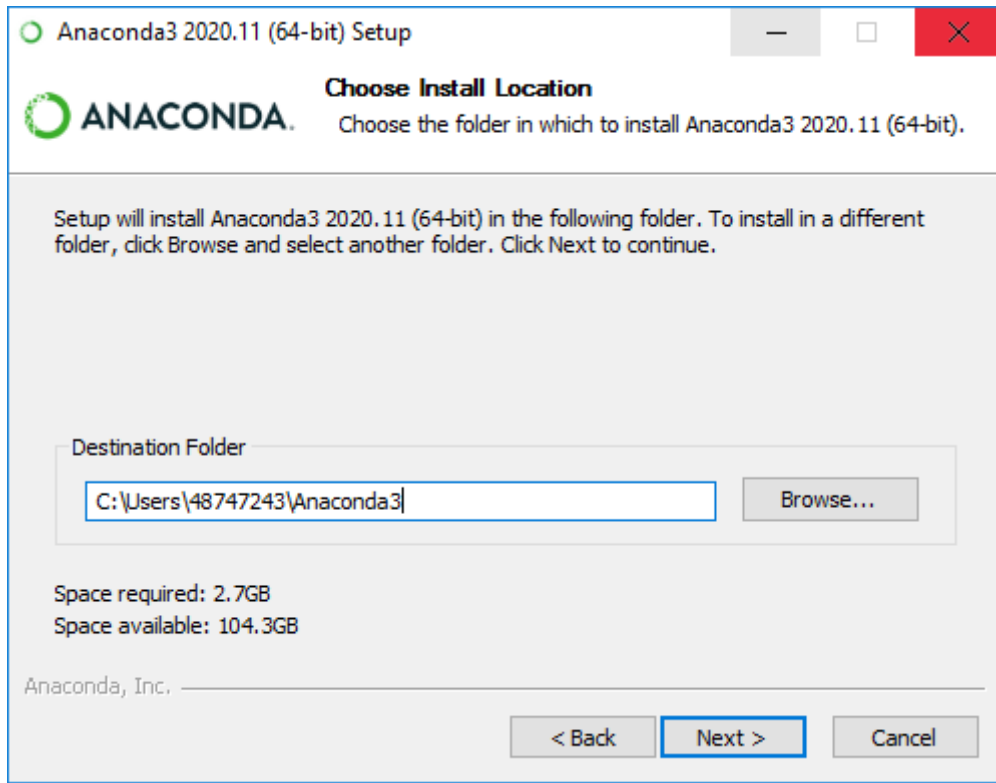 Anaconda3 2020.11 (64-bit) Setup
ANACONDA.
Choose Install Location
Choose the folder in which to install Anaconda3 2020.11 (64-bit).
Setup will install Anaconda3 2020.11 (64-bit) in the following folder. To install in a different
folder, click Browse and select another folder. Click Next to continue.
Destination Folder
C:\Users\48747243\Anaconda3
Browse...
Space required: 2.7GB
Space available: 104.3GB
Anaconda, Inc.
< Back
Next >
Cancel